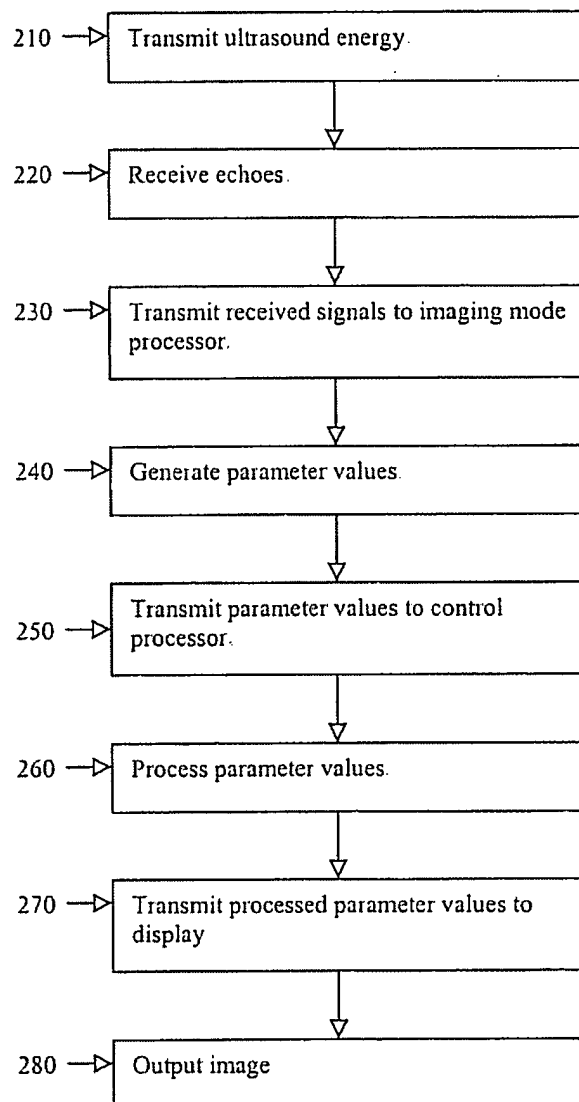 210 Transmit ultrasound energy.
220 Receive echoes.
230 Transmit received signals to imaging mode
processor.
240 Generate parameter values.
250 Transmit parameter values to control
processor.
260 Process parameter values.
270 Transmit processed parameter values to
display
280 Output image